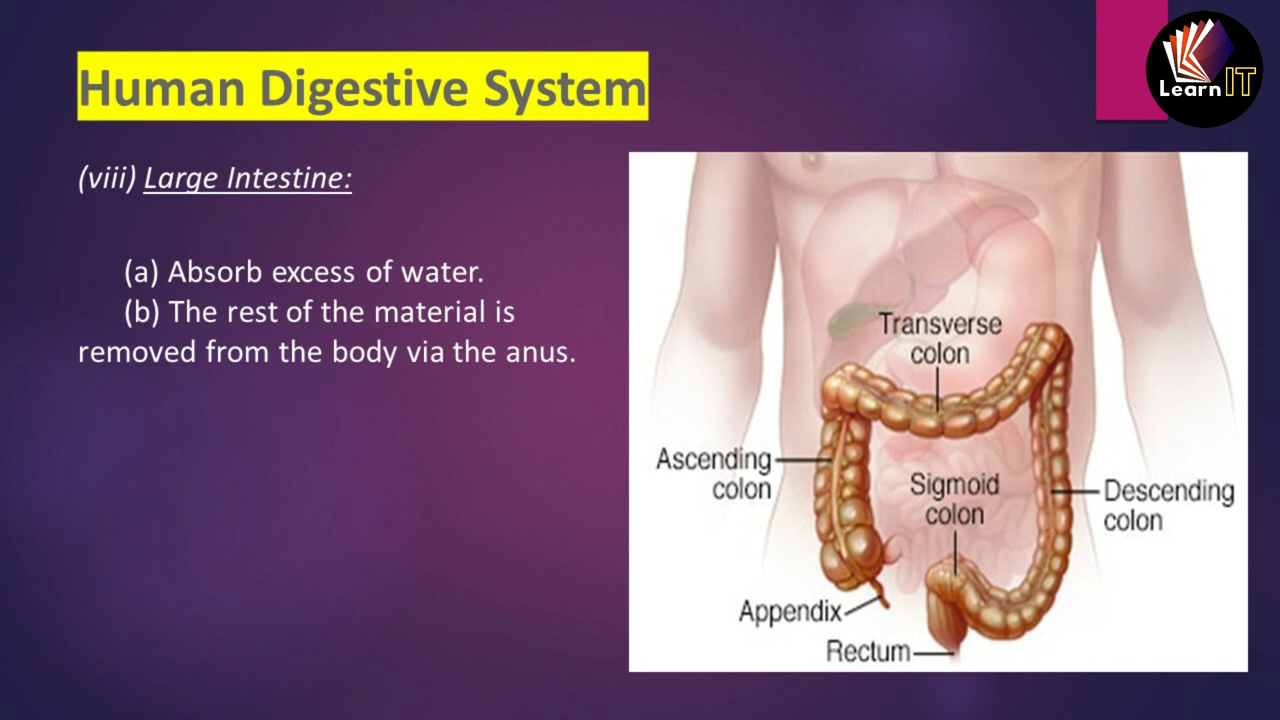 Human Digestive System
Learn IT
(viii) Large Intestine:
(a) Absorb excess of water.
(b) The rest of the material is
removed from the body via the anus.
Transverse
colon
Ascending
colon
Sigmoid
colon
Descending
colon
Appendix
Rectum